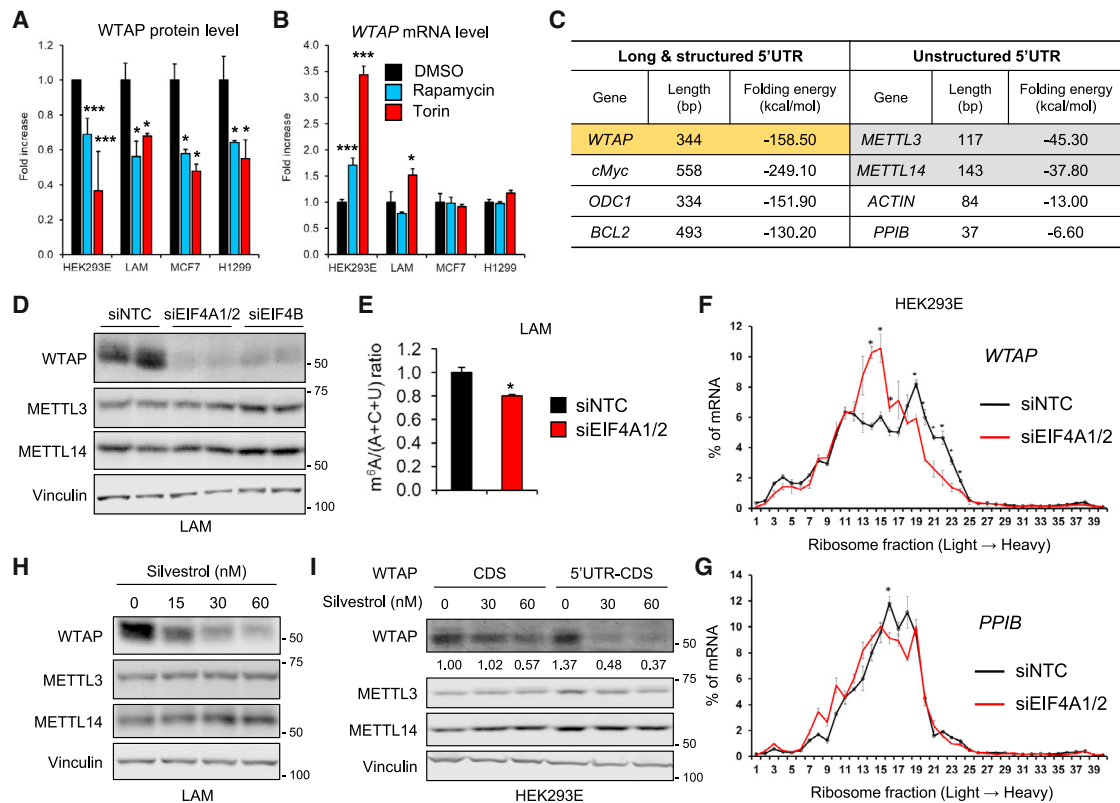 A
WTAP protein level
Fold increase
1.2
1.0
0.8
0.6
0.4
0.2
0.0
***
***
* *
*
*
* *
HEK293E LAM MCF7 H1299
B
WTAP mRNA level
Fold increase
4.0
3.5
3.0
2.5
2.0
1.5
1.0
0.5
0.0
***
***
*
DMSO
Rapamycin
Torin
HEK293E LAM MCF7 H1299
C
Long & structured 5'UTR Unstructured 5'UTR
Gene Length (bp) Folding energy (kcal/mol) Gene Length (bp) Folding energy (kcal/mol)
WTAP 344 -158.50 METTL3 117 -45.30
cMyc 558 -249.10 METTL14 143 -37.80
ODC1 334 -151.90 ACTIN 84 -13.00
BCL2 493 -130.20 PPIB 37 -6.60
D
siNTC siEIF4A1/2 siEIF4B
WTAP
- 50
- 75
METTL3
METTL14
50
Vinculin
- 100
LAM
E
LAM
m⁶A/(A+C+U) ratio
1.2
1.0
0.8
0.6
0.4
0.2
0.0
*
siNTC
siEIF4A1/2
F
HEK293E
% of mRNA
12
10
8
6
4
2
0
* * * * * * * *
WTAP
siNTC
siEIF4A1/2
1 3 5 7 9 11 13 15 17 19 21 23 25 27 29 31 33 35 37 39
Ribosome fraction (Light → Heavy)
H
Silvestrol (nM)
0 15 30 60
WTAP
- 50
- 75
METTL3
METTL14
- 50
Vinculin
- 100
LAM
I
WTAP CDS 5'UTR-CDS
Silvestrol (nM) 0 30 60 0 30 60
WTAP
- 50
1.00 1.02 0.57 1.37 0.48 0.37
- 75
METTL3
METTL14
- 50
Vinculin
- 100
HEK293E
G
% of mRNA
14
12
10
8
6
4
2
0
*
PPIB
siNTC
siEIF4A1/2
1 3 5 7 9 11 13 15 17 19 21 23 25 27 29 31 33 35 37 39
Ribosome fraction (Light → Heavy)